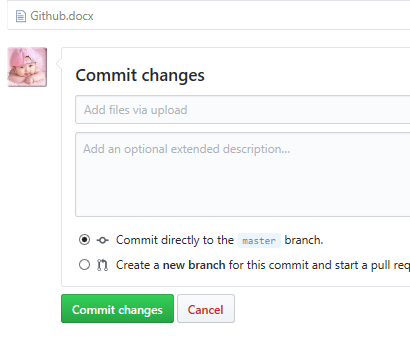 Github.docx
Commit changes
Add files via upload
Add an optional extended description...
Commit directly to the master branch.
Create a new branch for this commit and start a pull req
Commit changes
Cancel